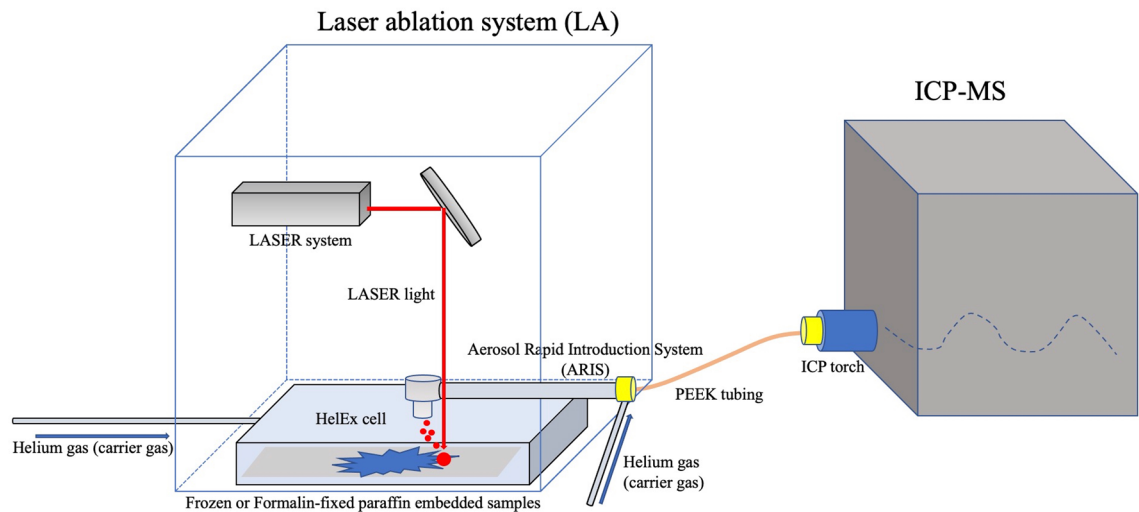 Laser ablation system (LA)
ICP-MS
LASER system
LASER light
Aerosol Rapid Introduction System
(ARIS)
ICP torch
PEEK tubing
HelEx cell
Helium gas (carrier gas)
Helium gas
(carrier gas)
Frozen or Formalin-fixed paraffin embedded samples